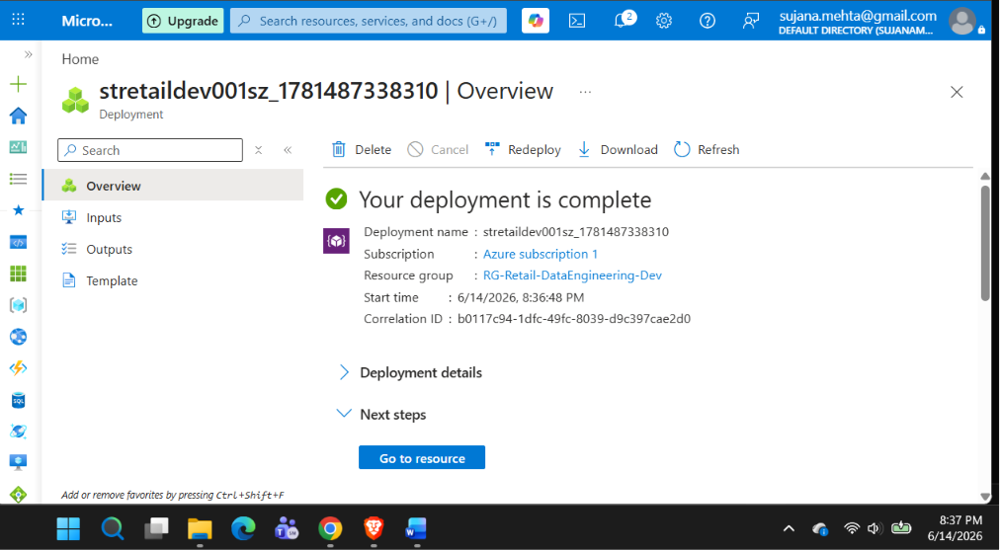 Micro... Upgrade Search resources, services, and docs (G+/) 2 sujana.mehta@gmail.com
DEFAULT DIRECTORY (SUJANAM...
Home
stretaildev001sz_1781487338310 | Overview ...
Deployment
Search
Delete Cancel Redeploy Download Refresh
Overview
Inputs
Outputs
Template
Your deployment is complete
Deployment name : stretaildev001sz_1781487338310
Subscription : Azure subscription 1
Resource group : RG-Retail-DataEngineering-Dev
Start time : 6/14/2026, 8:36:48 PM
Correlation ID : b0117c94-1dfc-49fc-8039-d9c397cae2d0
Deployment details
Next steps
Go to resource
Add or remove favorites by pressing Ctrl+Shift+F
8:37 PM
6/14/2026